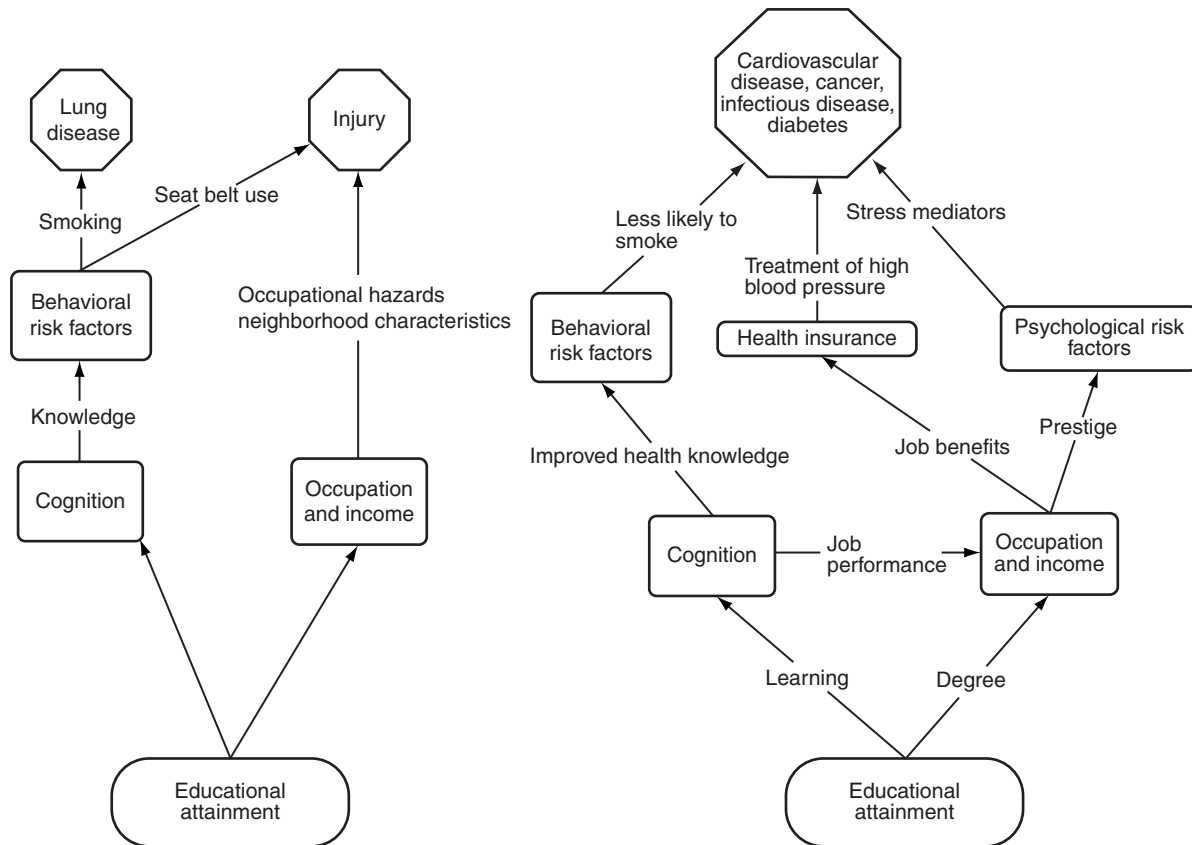 Lung
disease
Injury
Seat belt use
Smoking
Behavioral
risk factors
Occupational hazards
neighborhood characteristics
Knowledge
Cognition
Occupation
and income
Educational
attainment
Cardiovascular
disease, cancer,
infectious disease,
diabetes
Less likely to
smoke
Stress mediators
Treatment of high
blood pressure
Behavioral
risk factors
Health insurance
Psychological risk
factors
Improved health knowledge
Job benefits
Prestige
Cognition
Job
performance
Occupation
and income
Learning
Degree
Educational
attainment